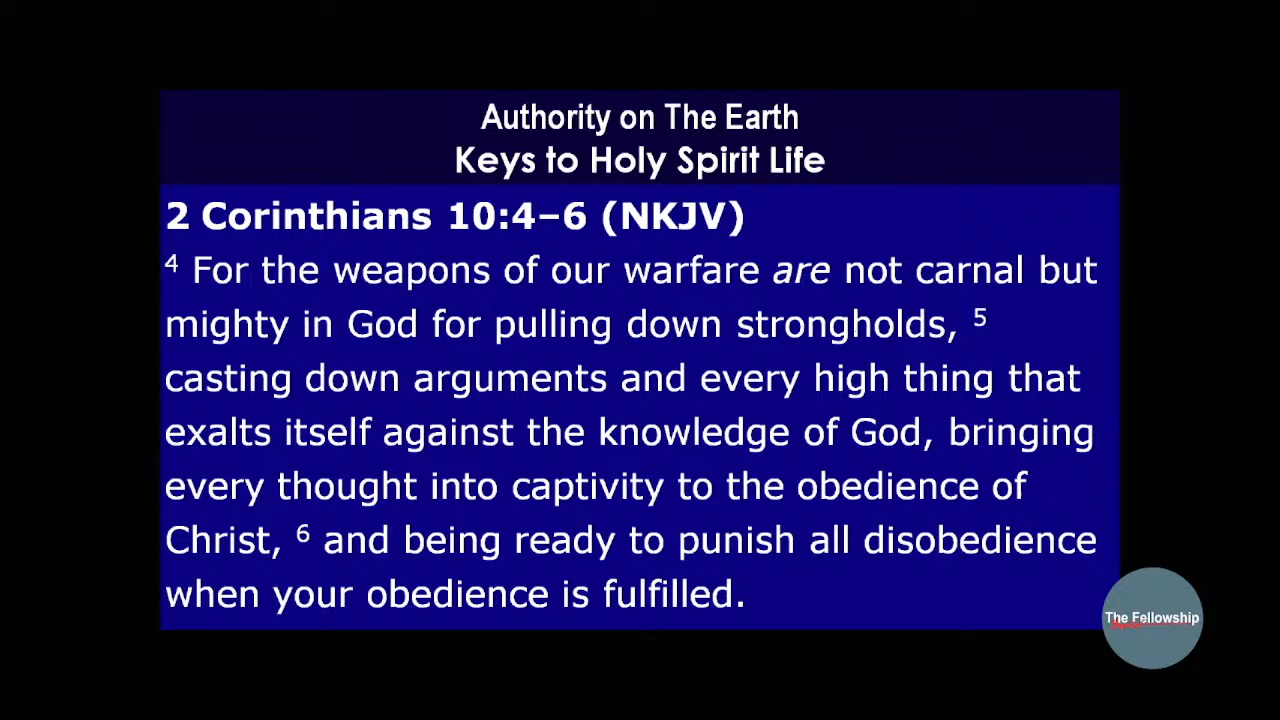 Authority on The Earth
Keys to Holy Spirit Life
2 Corinthians 10:4–6 (NKJV)
4 For the weapons of our warfare are not carnal but
mighty in God for pulling down strongholds, 5
casting down arguments and every high thing that
exalts itself against the knowledge of God, bringing
every thought into captivity to the obedience of
Christ, 6 and being ready to punish all disobedience
when your obedience is fulfilled.
The Fellowship